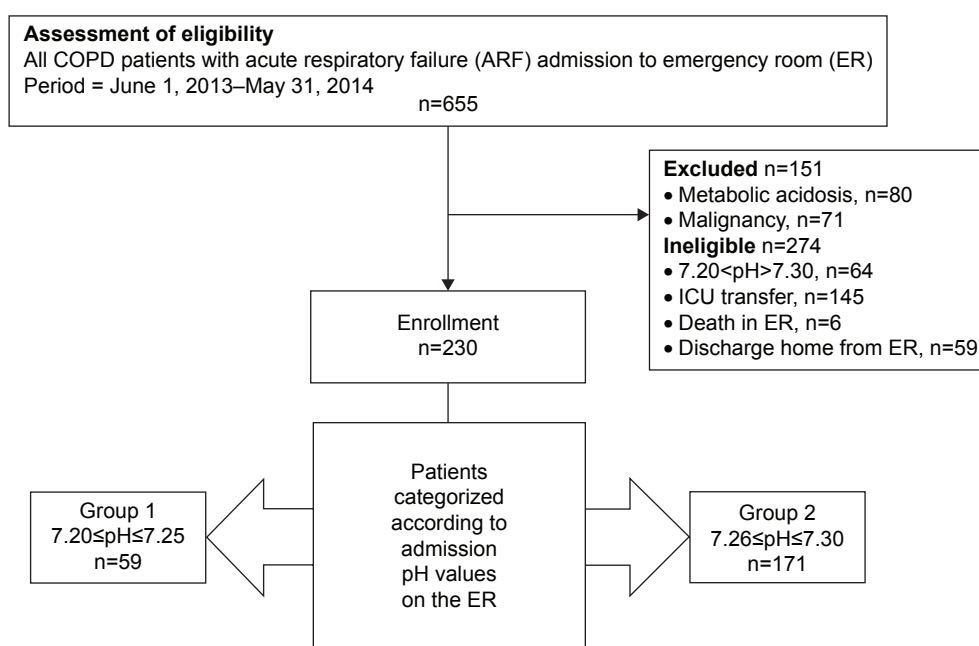 Assessment of eligibility
All COPD patients with acute respiratory failure (ARF) admission to emergency room (ER)
Period = June 1, 2013–May 31, 2014
n=655
Excluded n=151
• Metabolic acidosis, n=80
• Malignancy, n=71
Ineligible n=274
• 7.20<pH>7.30, n=64
• ICU transfer, n=145
• Death in ER, n=6
• Discharge home from ER, n=59
Enrollment
n=230
Patients
categorized
according to
admission
pH values
on the ER
Group 1
7.20≤pH≤7.25
n=59
Group 2
7.26≤pH≤7.30
n=171